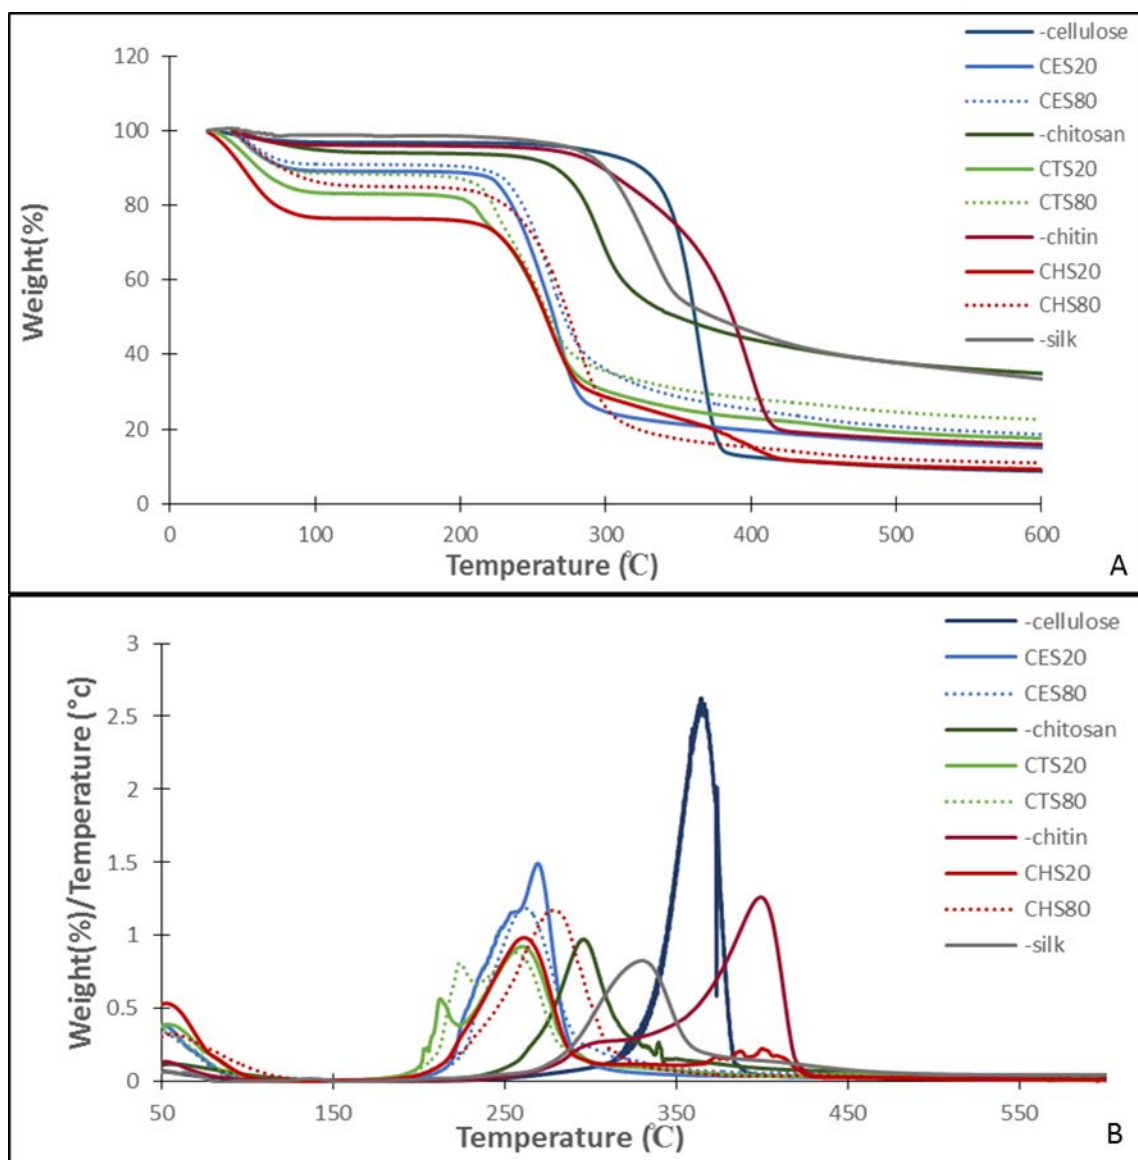 -cellulose
CES20
CES80
-chitosan
CTS20
CTS80
-chitin
CHS20
CHS80
-silk
120
100
80
60
40
20
0
Weight(%)
0 100 200 300 400 500 600
Temperature (℃)
A
-cellulose
CES20
CES80
-chitosan
CTS20
CTS80
-chitin
CHS20
CHS80
-silk
3
2.5
2
1.5
1
0.5
0
Weight(%)/Temperature (°c)
50 150 250 350 450 550
Temperature (℃)
B